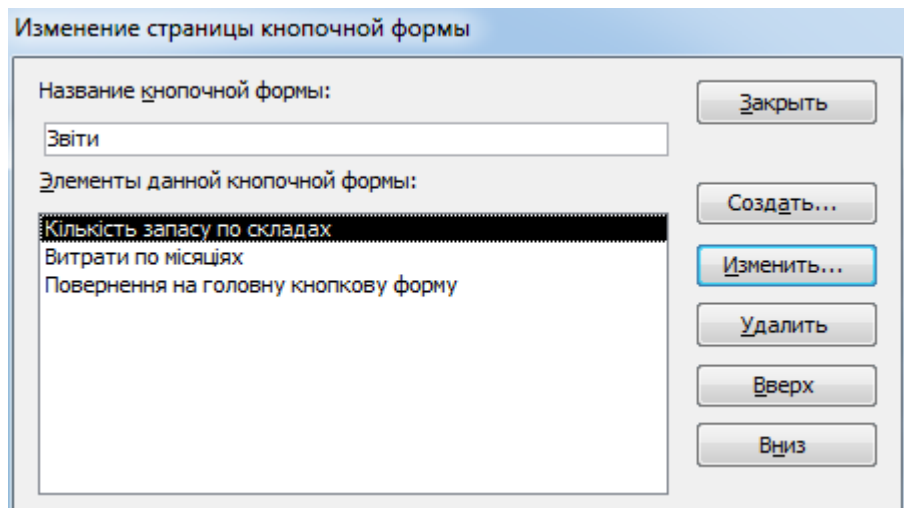 Изменение страницы кнопочной формы
Название кнопочной формы:
Закрыть
Звіти
Элементы данной кнопочной формы:
Создать...
Кількість запасу по складах
Витрати по місяціях
Изменить...
Повернення на головну кнопкову форму
Удалить
Вверх
Вниз